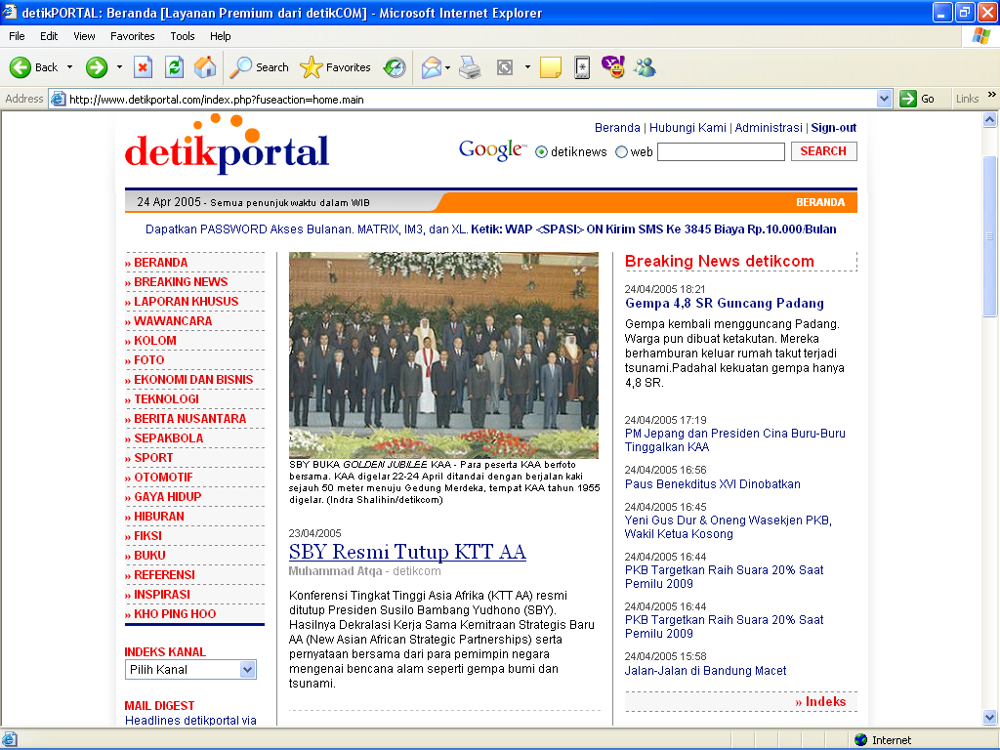 detikPORTAL: Beranda [Layanan Premium dari detikCOM] - Microsoft Internet Explorer
File Edit View Favorites Tools Help
Back Search Favorites
Address http://www.detikportal.com/index.php?fuseaction=home.main Go Links »
detikportal
Beranda | Hubungi Kami | Administrasi | Sign-out
Google™ detiknews web SEARCH
24 Apr 2005 - Semua penunjuk waktu dalam WIB
BERANDA
Dapatkan PASSWORD Akses Bulanan. MATRIX, IM3, dan XL. Ketik: WAP <SPASI> ON Kirim SMS Ke 3845 Biaya Rp.10.000/Bulan
» BERANDA
» BREAKING NEWS
» LAPORAN KHUSUS
» WAWANCARA
» KOLOM
» FOTO
» EKONOMI DAN BISNIS
» TEKNOLOGI
» BERITA NUSANTARA
» SEPAKBOLA
» SPORT
» OTOMOTIF
» GAYA HIDUP
» HIBURAN
» FIKSI
» BUKU
» REFERENSI
» INSPIRASI
» KHO PING HOO
INDEKS KANAL
Pilih Kanal
MAIL DIGEST
Headlines detikportal via
SBY BUKA GOLDEN JUBILEE KAA - Para peserta KAA berfoto
bersama. KAA digelar 22-24 April ditandai dengan berjalan kaki
sejauh 50 meter menuju Gedung Merdeka, tempat KAA tahun 1955
digelar. (Indra Shalihin/detikcom)
23/04/2005
SBY Resmi Tutup KTT AA
Muhammad Atqa - detikcom
Konferensi Tingkat Tinggi Asia Afrika (KTT AA) resmi
ditutup Presiden Susilo Bambang Yudhono (SBY).
Hasilnya Dekralasi Kerja Sama Kemitraan Strategis Baru
AA (New Asian African Strategic Partnerships) serta
pernyataan bersama dari para pemimpin negara
mengenai bencana alam seperti gempa bumi dan
tsunami.
Breaking News detikcom
24/04/2005 18:21
Gempa 4,8 SR Guncang Padang
Gempa kembali mengguncang Padang.
Warga pun dibuat ketakutan. Mereka
berhamburan keluar rumah takut terjadi
tsunami.Padahal kekuatan gempa hanya
4,8 SR.
24/04/2005 17:19
PM Jepang dan Presiden Cina Buru-Buru
Tinggalkan KAA
24/04/2005 16:56
Paus Benekditus XVI Dinobatkan
24/04/2005 16:45
Yeni Gus Dur & Oneng Wasekjen PKB,
Wakil Ketua Kosong
24/04/2005 16:44
PKB Targetkan Raih Suara 20% Saat
Pemilu 2009
24/04/2005 16:44
PKB Targetkan Raih Suara 20% Saat
Pemilu 2009
24/04/2005 15:58
Jalan-Jalan di Bandung Macet
» Indeks
Internet